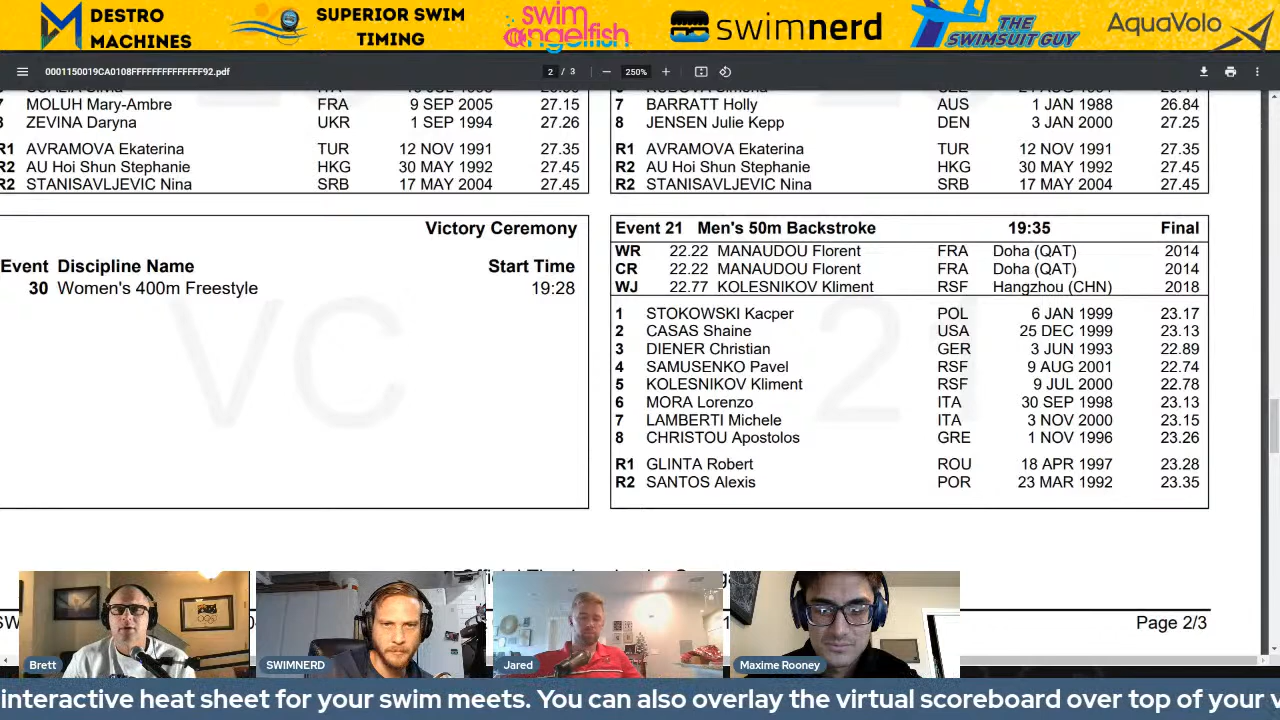 DESTRO
MACHINES
SUPERIOR SWIM
TIMING
swim
angelfish
swimnerd
THE
SWIMSUIT GUY
AquaVolo
0001150019CA0108FFFFFFFFFFFFFF92.pdf
2 / 3
250%
7 MOLUH Mary-Ambre FRA 9 SEP 2005 27.15
ZEVINA Daryna UKR 1 SEP 1994 27.26
R1 AVRAMOVA Ekaterina TUR 12 NOV 1991 27.35
R2 AU Hoi Shun Stephanie HKG 30 MAY 1992 27.45
R2 STANISAVLJEVIC Nina SRB 17 MAY 2004 27.45
7 BARRATT Holly AUS 1 JAN 1988 26.84
8 JENSEN Julie Kepp DEN 3 JAN 2000 27.25
R1 AVRAMOVA Ekaterina TUR 12 NOV 1991 27.35
R2 AU Hoi Shun Stephanie HKG 30 MAY 1992 27.45
R2 STANISAVLJEVIC Nina SRB 17 MAY 2004 27.45
Victory Ceremony
Event Discipline Name Start Time
30 Women's 400m Freestyle 19:28
VC
Event 21 Men's 50m Backstroke 19:35 Final
WR 22.22 MANAUDOU Florent FRA Doha (QAT) 2014
CR 22.22 MANAUDOU Florent FRA Doha (QAT) 2014
WJ 22.77 KOLESNIKOV Kliment RSF Hangzhou (CHN) 2018
1 STOKOWSKI Kacper POL 6 JAN 1999 23.17
2 CASAS Shaine USA 25 DEC 1999 23.13
3 DIENER Christian GER 3 JUN 1993 22.89
4 SAMUSENKO Pavel RSF 9 AUG 2001 22.74
5 KOLESNIKOV Kliment RSF 9 JUL 2000 22.78
6 MORA Lorenzo ITA 30 SEP 1998 23.13
7 LAMBERTI Michele ITA 3 NOV 2000 23.15
8 CHRISTOU Apostolos GRE 1 NOV 1996 23.26
R1 GLINTA Robert ROU 18 APR 1997 23.28
R2 SANTOS Alexis POR 23 MAR 1992 23.35
21
Page 2/3
Brett
SWIMNERD
Jared
Maxime Rooney
interactive heat sheet for your swim meets. You can also overlay the virtual scoreboard over top of your